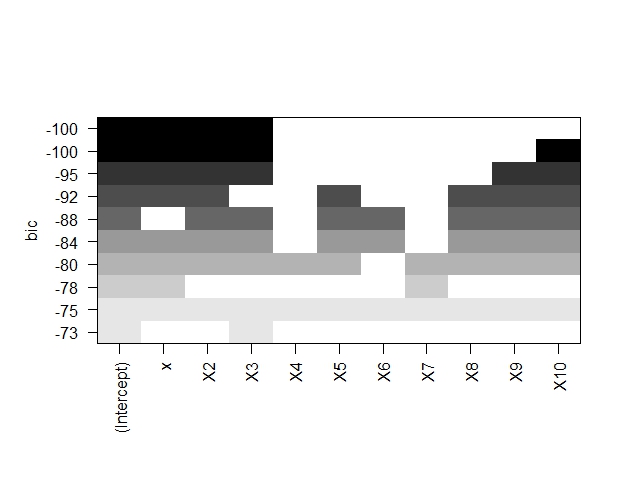 bic
-100
-100
-95
-92
-88
-84
-80
-78
-75
-73
(Intercept)
x
X2
X3
X4
X5
X6
X7
X8
X9
X10